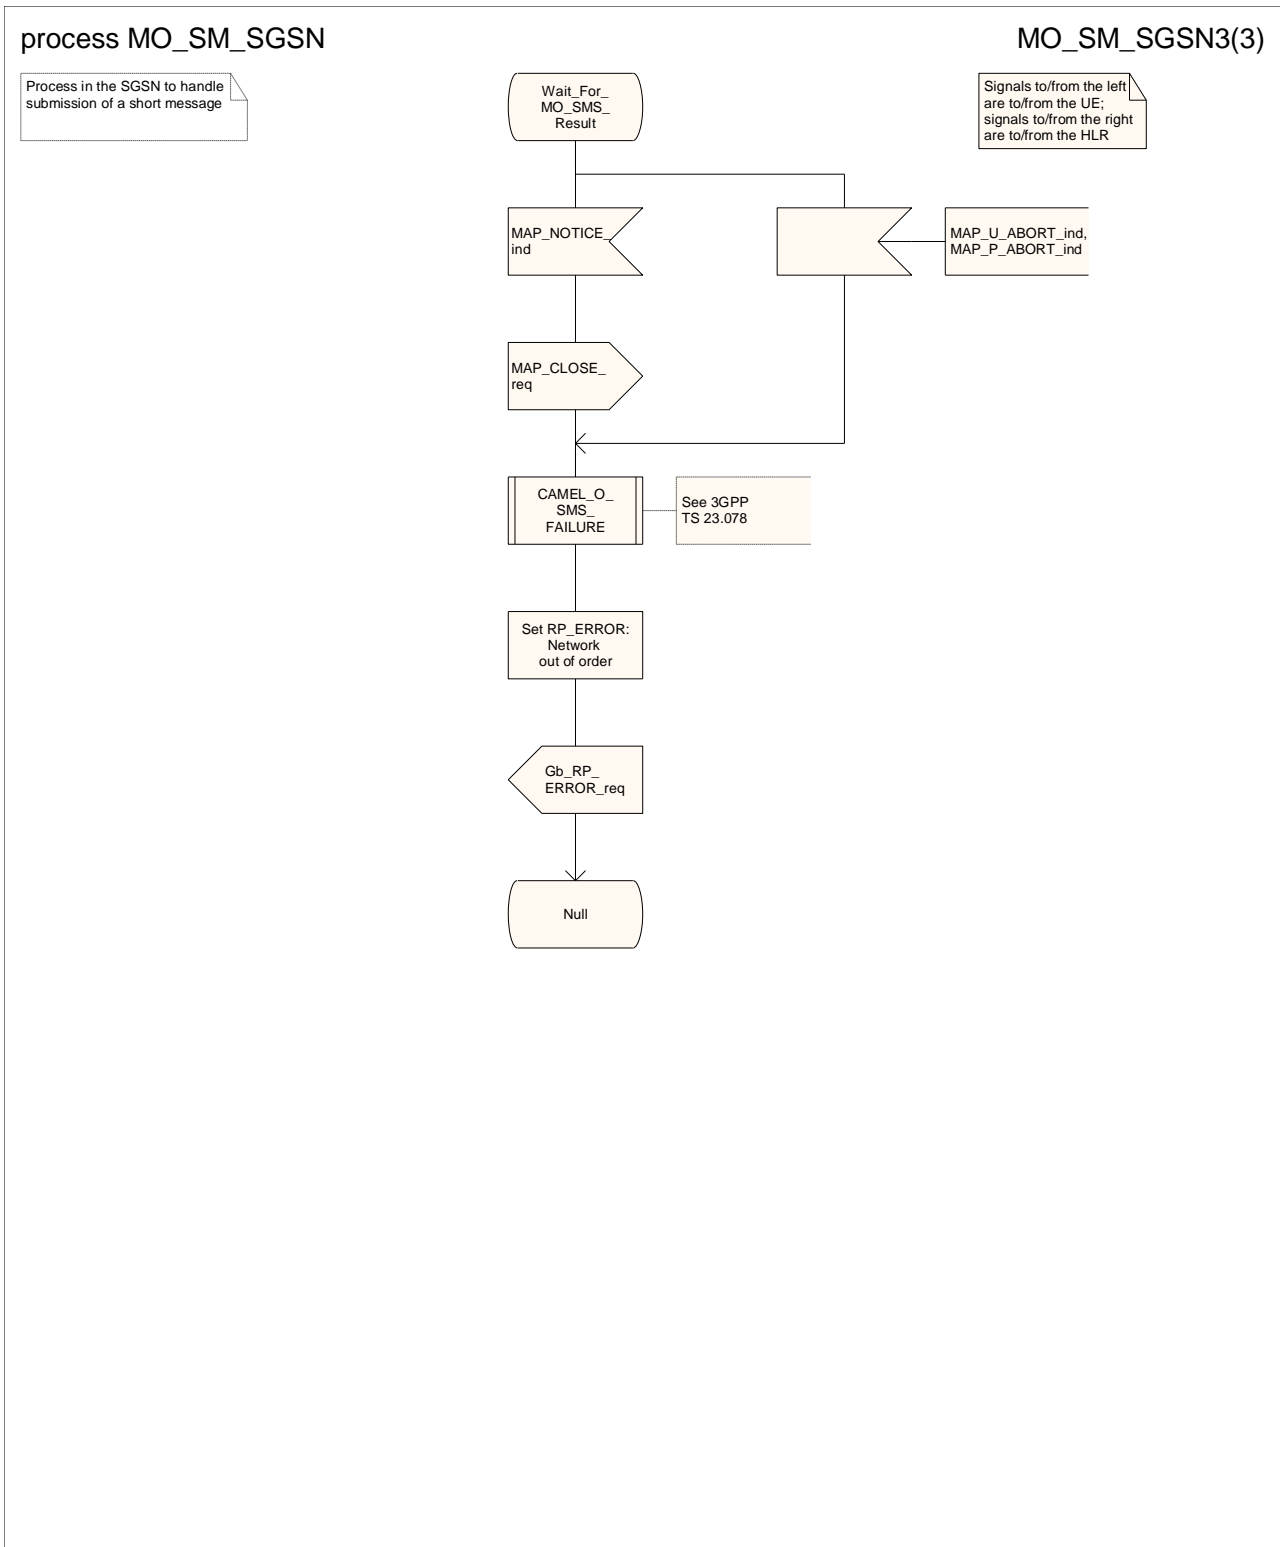 process MO_SM_SGSN
MO_SM_SGSN3(3)
Process in the SGSN to handle
submission of a short message
Wait_For_
MO_SMS_
Result
Signals to/from the left
are to/from the UE;
signals to/from the right
are to/from the HLR
MAP_NOTICE_
ind
MAP_U_ABORT_ind,
MAP_P_ABORT_ind
MAP_CLOSE_
req
CAMEL_O_
SMS_
FAILURE
See 3GPP
TS 23.078
Set RP_ERROR:
Network
out of order
Gb_RP_
ERROR_req
Null